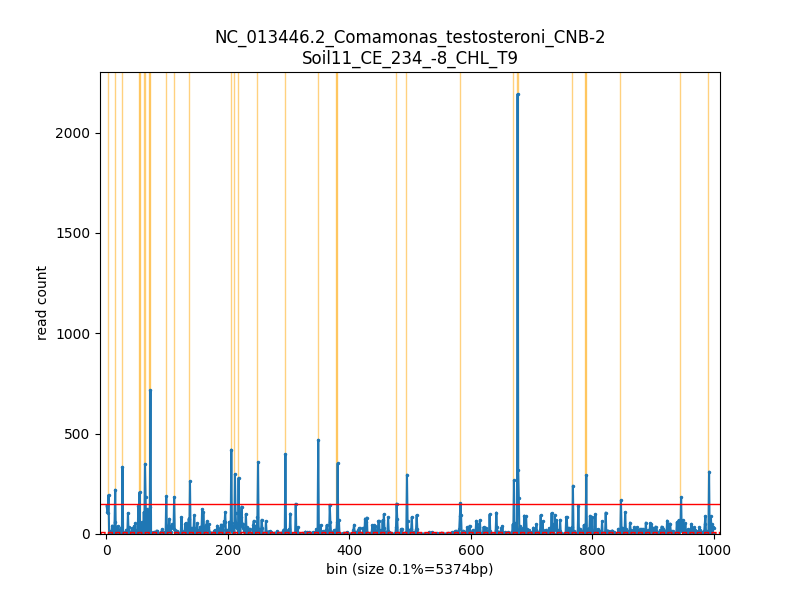 NC_013446.2_Comamonas_testosteroni_CNB-2
Soil11_CE_234_-8_CHL_T9
2000
1500
1000
500
0
read count
0 200 400 600 800 1000
bin (size 0.1%=5374bp)